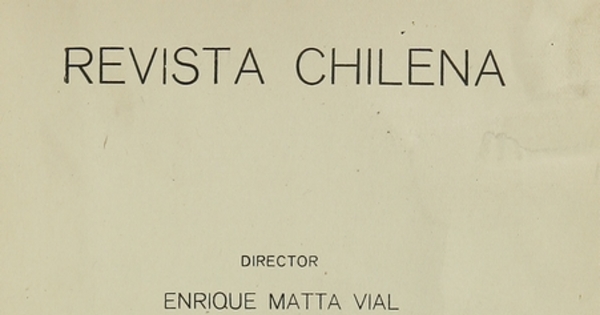 REVISTA CHILENA
DIRECTOR
ENRIQUE MATTA VIAL